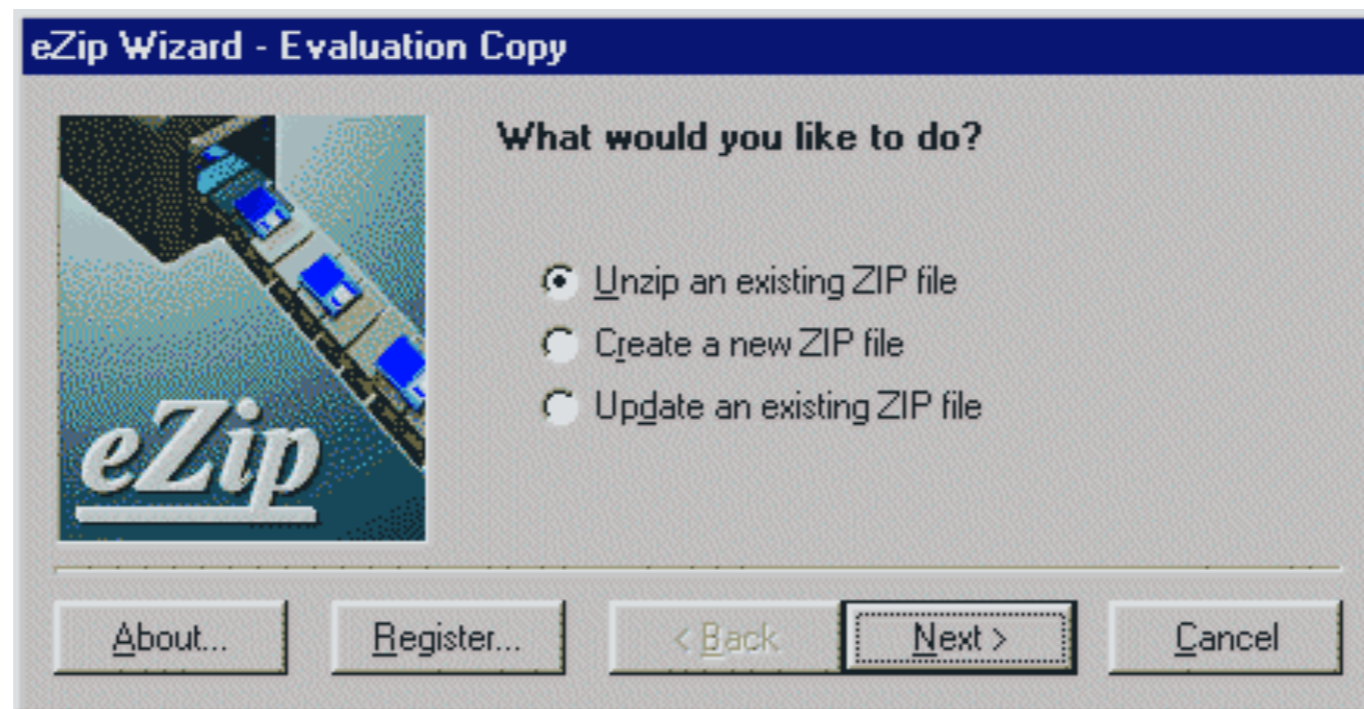 eZip Wizard - Evaluation Copy
What would you like to do?
Unzip an existing ZIP file
Create a new ZIP file
Update an existing ZIP file
eZip
About... Register... < Back Next > Cancel